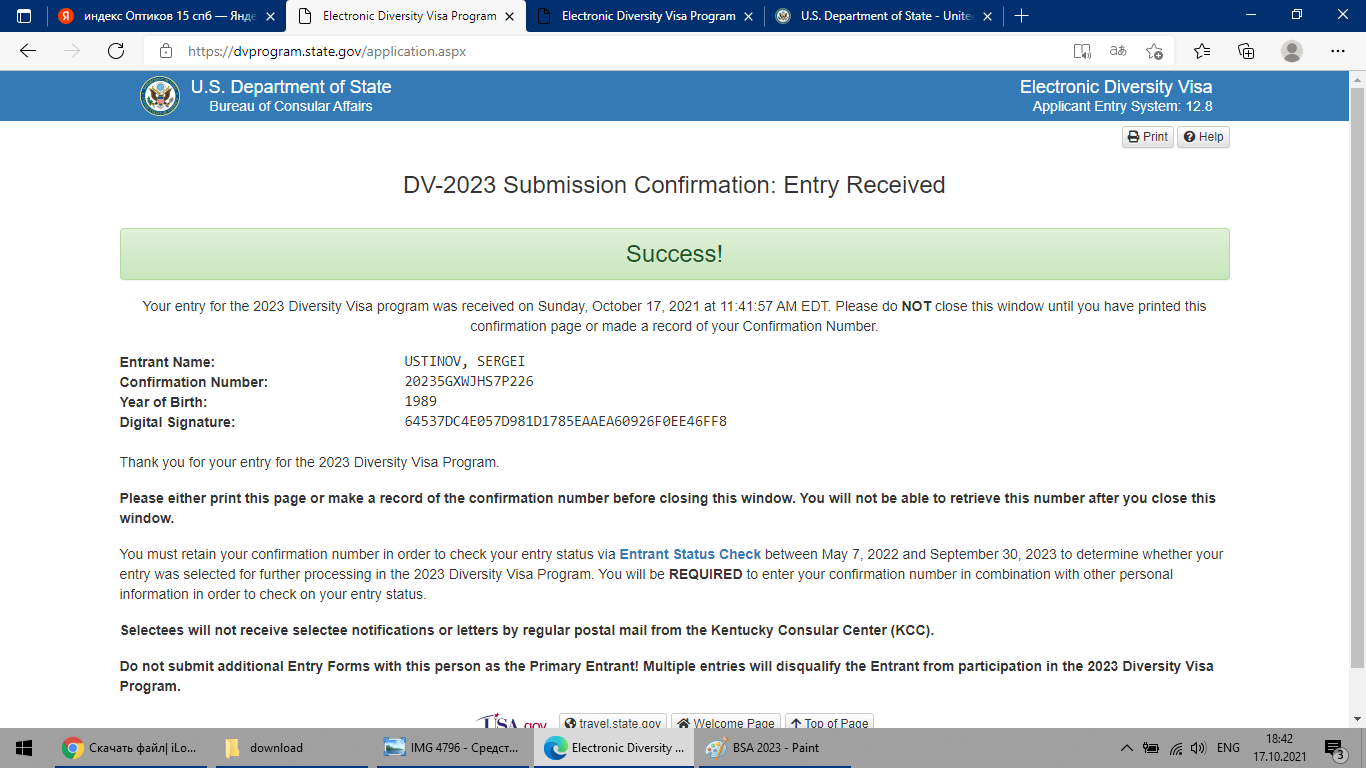 индекс Оптиков 15 спб — Янде
Electronic Diversity Visa Program
Electronic Diversity Visa Program
U.S. Department of State - Unite
https://dvprogram.state.gov/application.aspx
U.S. Department of State
Bureau of Consular Affairs
Electronic Diversity Visa
Applicant Entry System: 12.8
Print
Help
DV-2023 Submission Confirmation: Entry Received
Success!
Your entry for the 2023 Diversity Visa program was received on Sunday, October 17, 2021 at 11:41:57 AM EDT. Please do NOT close this window until you have printed this
confirmation page or made a record of your Confirmation Number.
Entrant Name: USTINOV, SERGEI
Confirmation Number: 20235GXWJHS7P226
Year of Birth: 1989
Digital Signature: 64537DC4E057D981D1785EAAEA60926F0EE46FF8
Thank you for your entry for the 2023 Diversity Visa Program.
Please either print this page or make a record of the confirmation number before closing this window. You will not be able to retrieve this number after you close this
window.
You must retain your confirmation number in order to check your entry status via Entrant Status Check between May 7, 2022 and September 30, 2023 to determine whether your
entry was selected for further processing in the 2023 Diversity Visa Program. You will be REQUIRED to enter your confirmation number in combination with other personal
information in order to check on your entry status.
Selectees will not receive selectee notifications or letters by regular postal mail from the Kentucky Consular Center (KCC).
Do not submit additional Entry Forms with this person as the Primary Entrant! Multiple entries will disqualify the Entrant from participation in the 2023 Diversity Visa
Program.
USA.gov
travel.state.gov
Welcome Page
Top of Page
Скачать файл| iLo...
download
IMG 4796 - Средст...
Electronic Diversity ...
BSA 2023 - Paint
ENG
18:42
17.10.2021
3